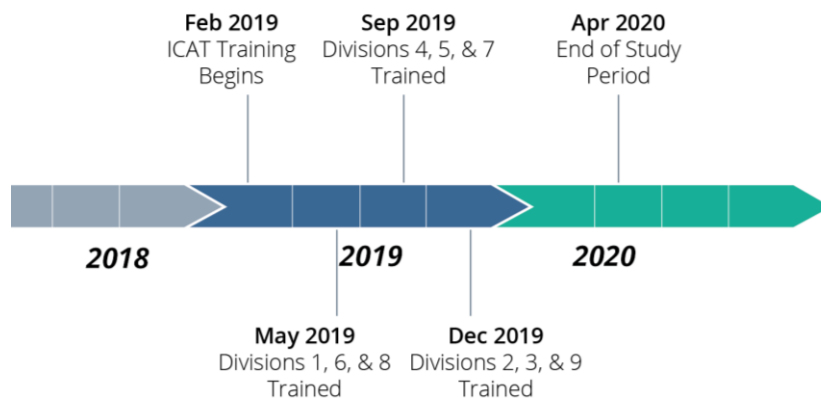 Feb 2019
ICAT Training
Begins
Sep 2019
Divisions 4, 5, & 7
Trained
Apr 2020
End of Study
Period
2018
2019
2020
May 2019
Divisions 1, 6, & 8
Trained
Dec 2019
Divisions 2, 3, & 9
Trained